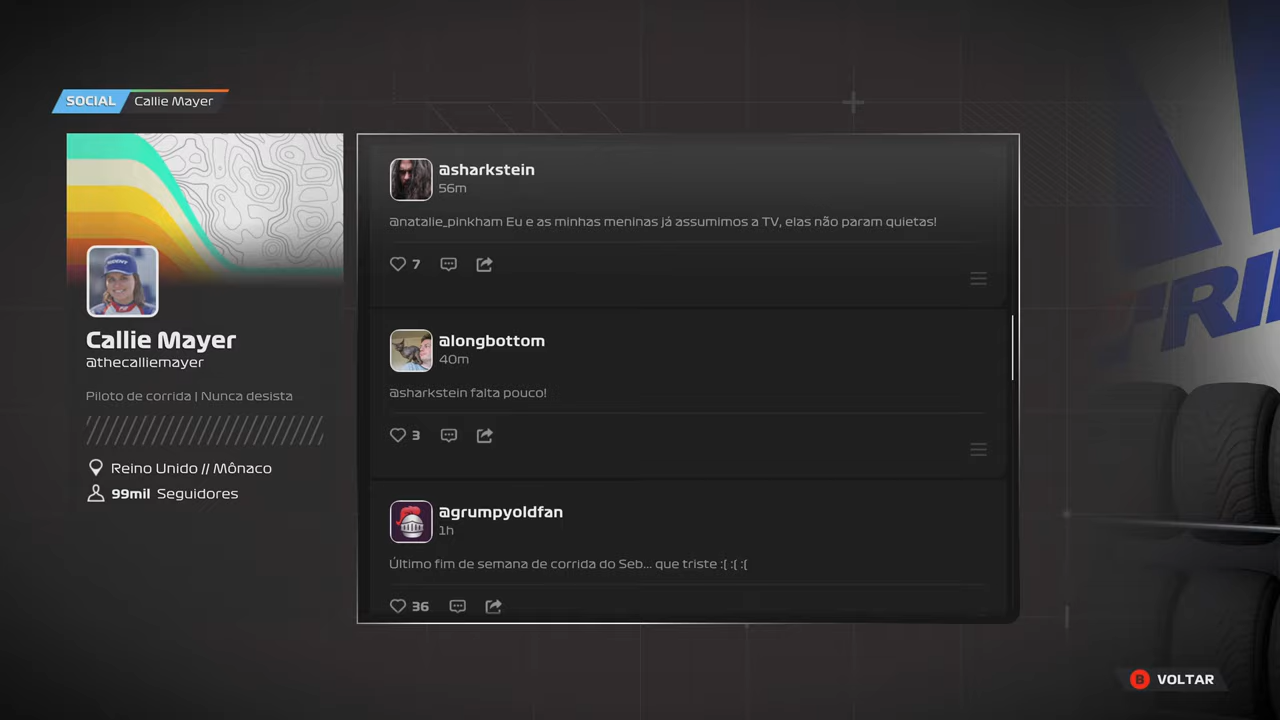 SOCIAL Callie Mayer
Callie Mayer
@thecalliemayer
Piloto de corrida | Nunca desista
Reino Unido // Mônaco
99mil Seguidores
@sharkstein
56m
@natalie_pinkham Eu e as minhas meninas já assumimos a TV, elas não param quietas!
7
@longbottom
40m
@sharkstein falta pouco!
3
@grumpyoldfan
1h
Último fim de semana de corrida do Seb... que triste :( :( :(
36
B VOLTAR